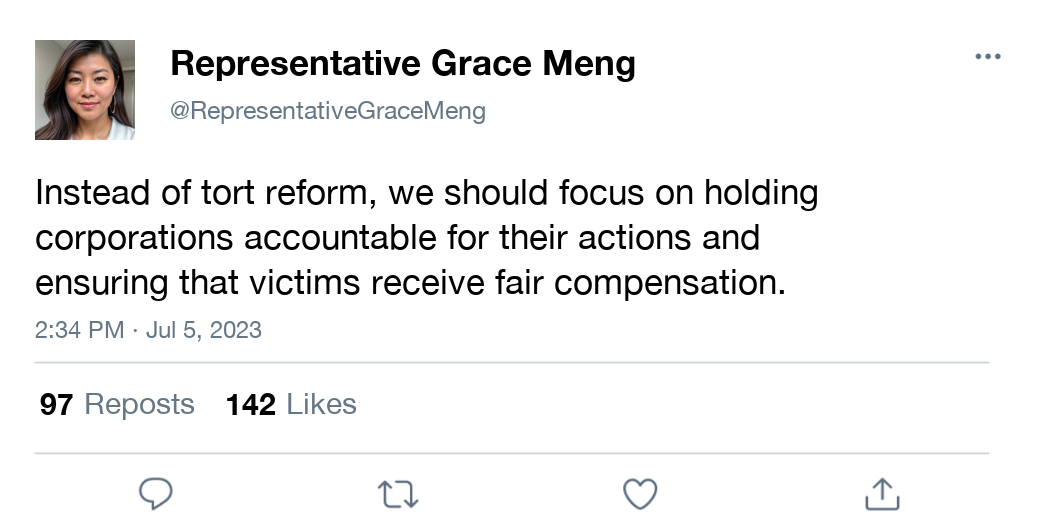 Representative Grace Meng
@RepresentativeGraceMeng
Instead of tort reform, we should focus on holding
corporations accountable for their actions and
ensuring that victims receive fair compensation.
2:34 PM · Jul 5, 2023
97 Reposts 142 Likes